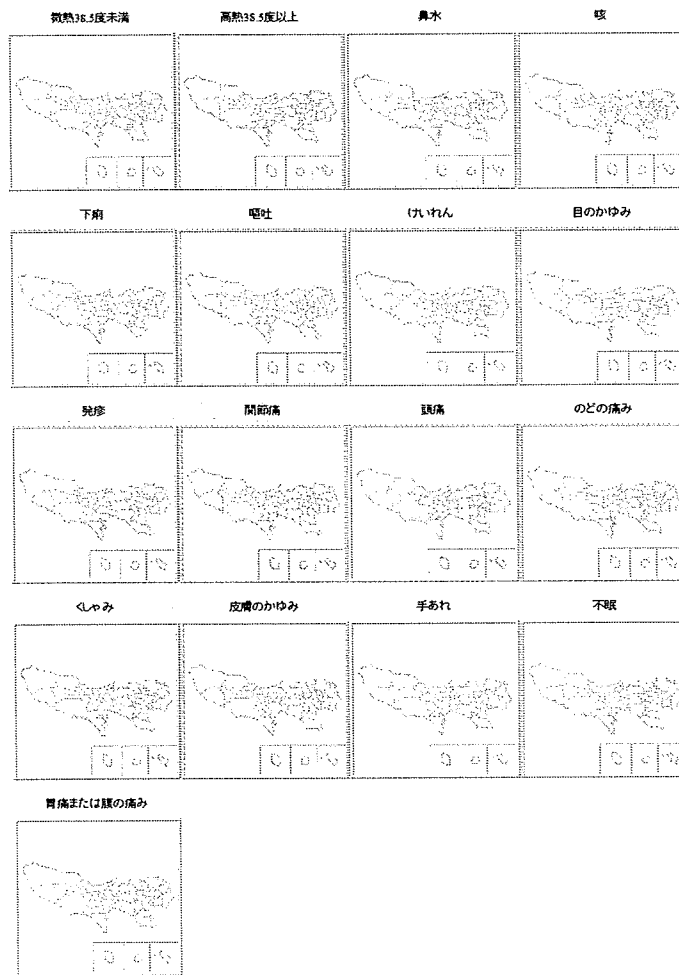 微熱38.5度未満
高熱38.5度以上
鼻水
咳
下痢
嘔吐
けいれん
目のかゆみ
発疹
関節痛
頭痛
のどの痛み
くしゃみ
皮膚のかゆみ
手あれ
不眠
胃痛または腹の痛み